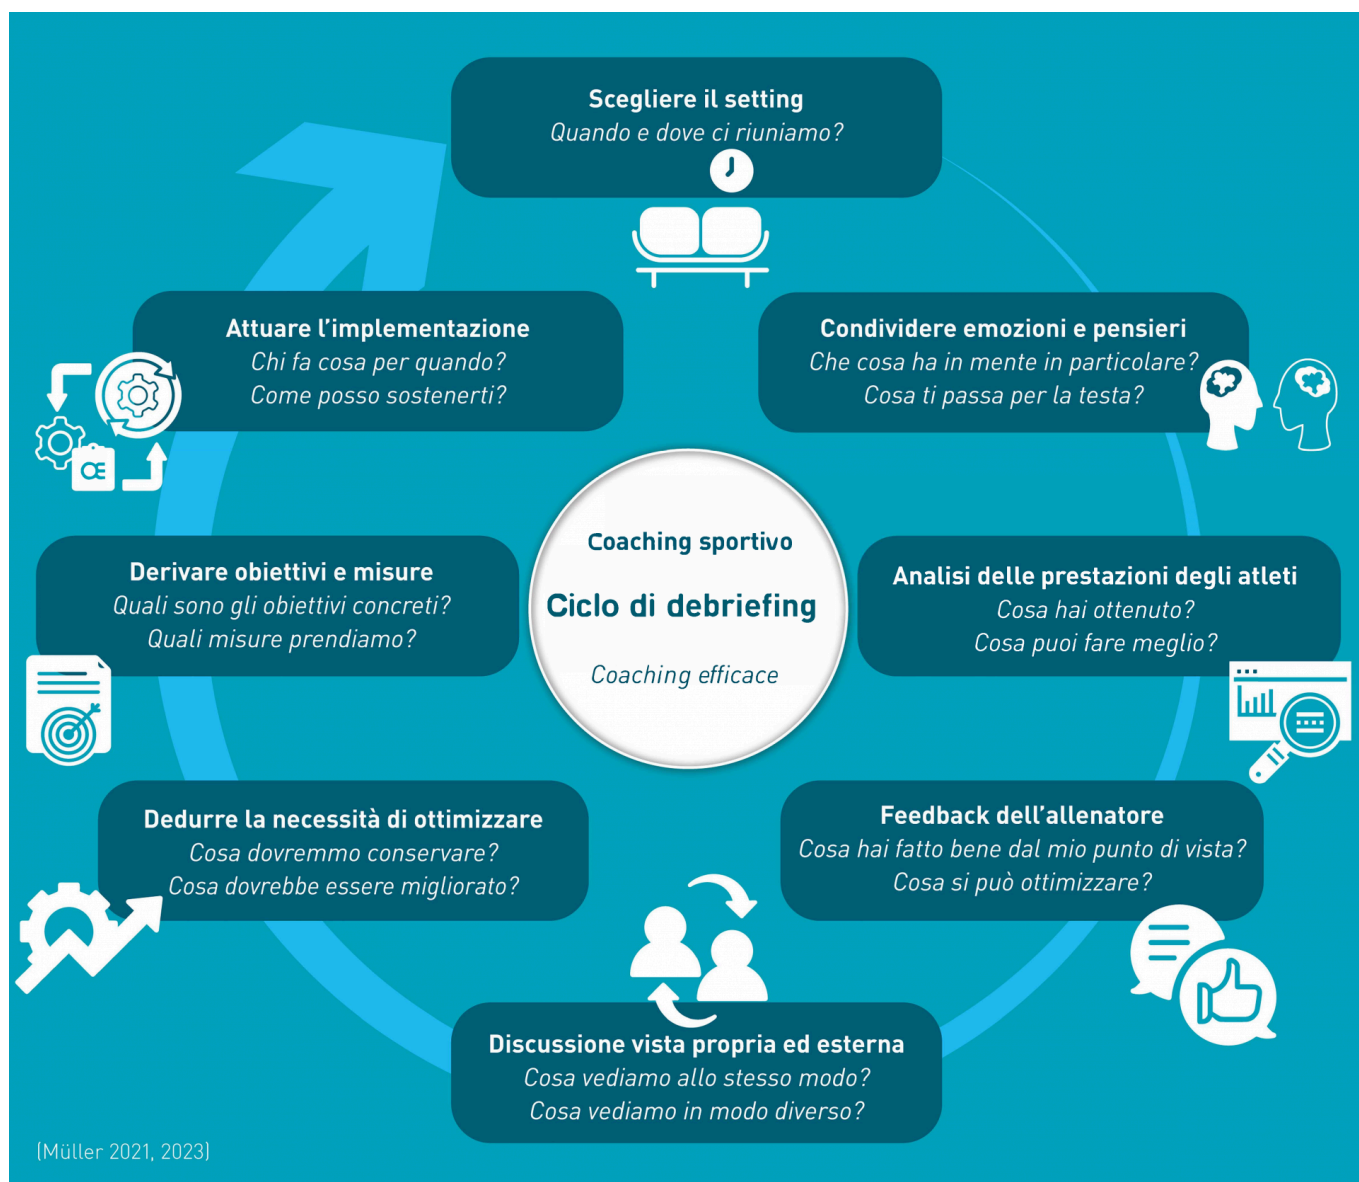 Scegliere il setting
Quando e dove ci riuniamo?
Condividere emozioni e pensieri
Che cosa ha in mente in particolare?
Cosa ti passa per la testa?
Analisi delle prestazioni degli atleti
Cosa hai ottenuto?
Cosa puoi fare meglio?
Feedback dell'allenatore
Cosa hai fatto bene dal mio punto di vista?
Cosa si può ottimizzare?
Discussione vista propria ed esterna
Cosa vediamo allo stesso modo?
Cosa vediamo in modo diverso?
Dedurre la necessità di ottimizzare
Cosa dovremmo conservare?
Cosa dovrebbe essere migliorato?
Derivare obiettivi e misure
Quali sono gli obiettivi concreti?
Quali misure prendiamo?
Attuare l'implementazione
Chi fa cosa per quando?
Come posso sostenerti?
Coaching sportivo
Ciclo di debriefing
Coaching efficace
(Müller 2021, 2023)